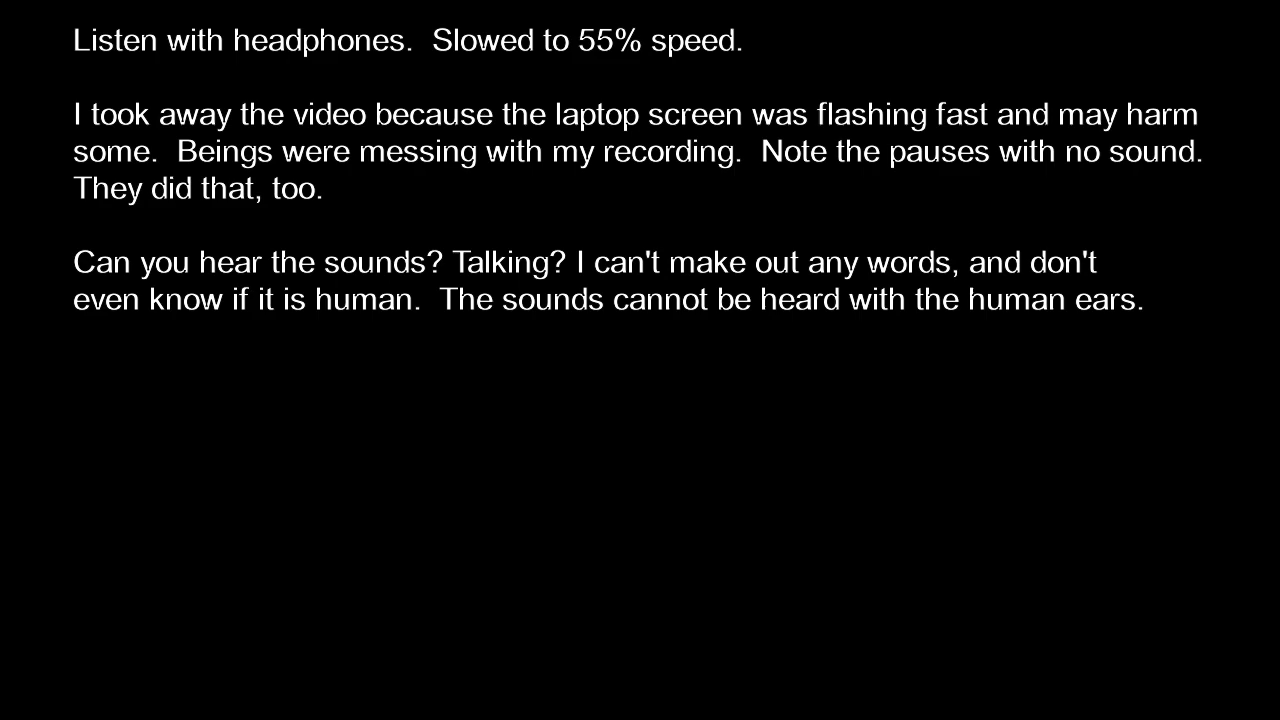 Listen with headphones.  Slowed to 55% speed.
I took away the video because the laptop screen was flashing fast and may harm
some.  Beings were messing with my recording.  Note the pauses with no sound.
They did that, too.
Can you hear the sounds? Talking? I can't make out any words, and don't
even know if it is human.  The sounds cannot be heard with the human ears.